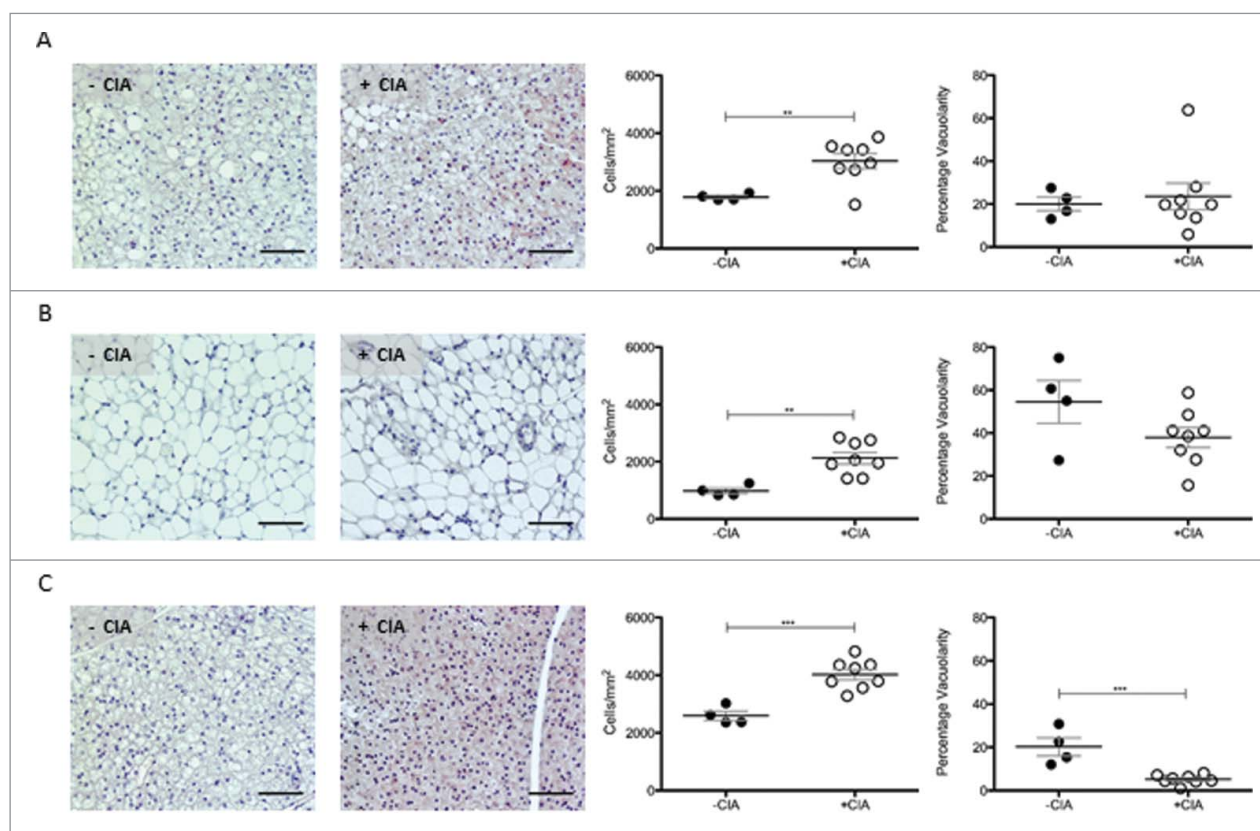 A
- CIA
+ CIA
Cells/mm²
6000
4000
2000
0
**
-CIA
+CIA
Percentage Vacuolarity
80
60
40
20
0
-CIA
+CIA
B
- CIA
+ CIA
Cells/mm²
6000
4000
2000
0
**
-CIA
+CIA
Percentage Vacuolarity
80
60
40
20
0
-CIA
+CIA
C
- CIA
+ CIA
Cells/mm²
6000
4000
2000
0
***
-CIA
+CIA
Percentage Vacuolarity
80
60
40
20
0
***
-CIA
+CIA